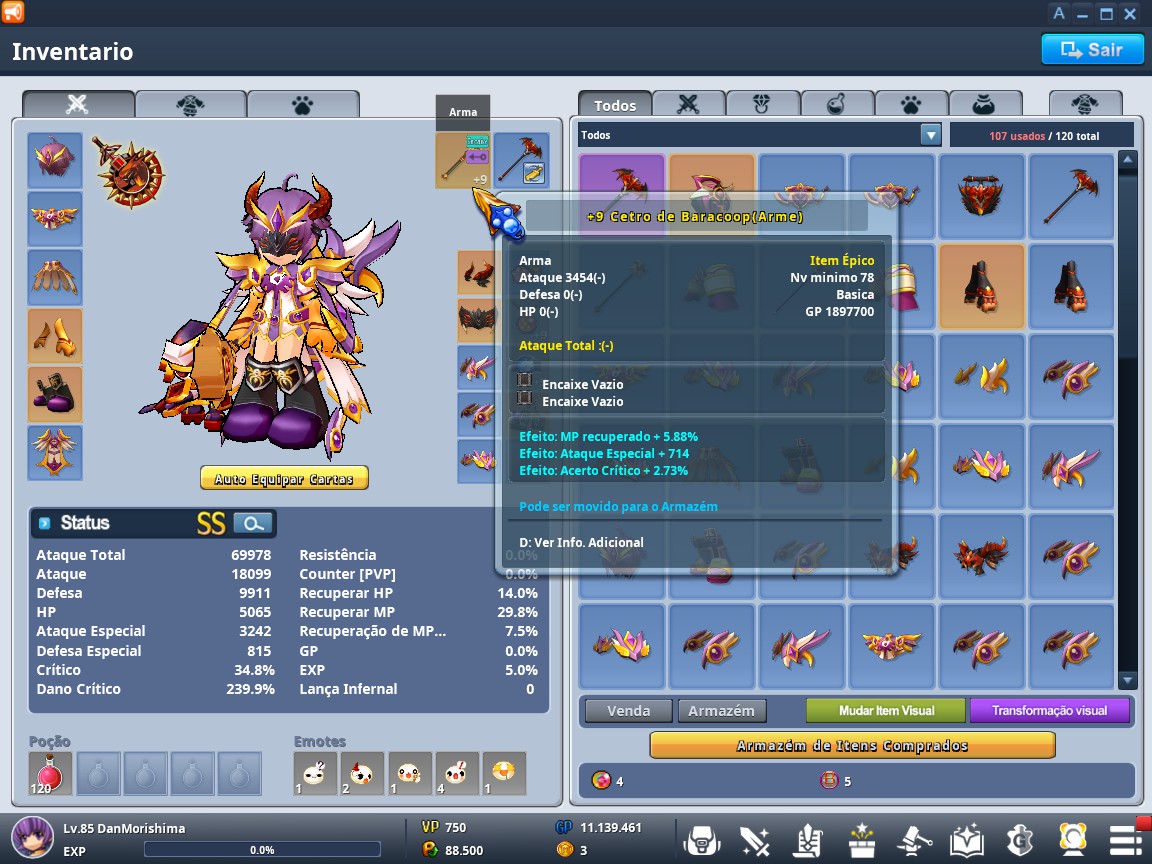 A
Inventario
Sair
Arma
+9
Todos
Todos
107 usados / 120 total
+9 Cetro de Baracoop(Arme)
Arma
Item Épico
Ataque 3454(-)
Nv minimo 78
Defesa 0(-)
Basica
HP 0(-)
GP 1897700
Ataque Total :(-)
Encaixe Vazio
Encaixe Vazio
Efeito: MP recuperado + 5.88%
Efeito: Ataque Especial + 714
Efeito: Acerto Crítico + 2.73%
Pode ser movido para o Armazém
D: Ver Info. Adicional
Auto Equipar Cartas
Status
SS
Ataque Total 69978
Resistência 0.0%
Ataque 18099
Counter [PVP] 0.0%
Defesa 9911
Recuperar HP 14.0%
HP 5065
Recuperar MP 29.8%
Ataque Especial 3242
Recuperação de MP... 7.5%
Defesa Especial 815
GP 0.0%
Crítico 34.8%
EXP 5.0%
Dano Crítico 239.9%
Lança Infernal 0
Venda
Armazém
Mudar Item Visual
Transformação visual
Armazém de Itens Comprados
4
5
Poção
Emotes
120
1
2
1
4
1
Lv.85 DanMorishima
EXP
0.0%
VP 750
GP 11.139.461
88.500
3